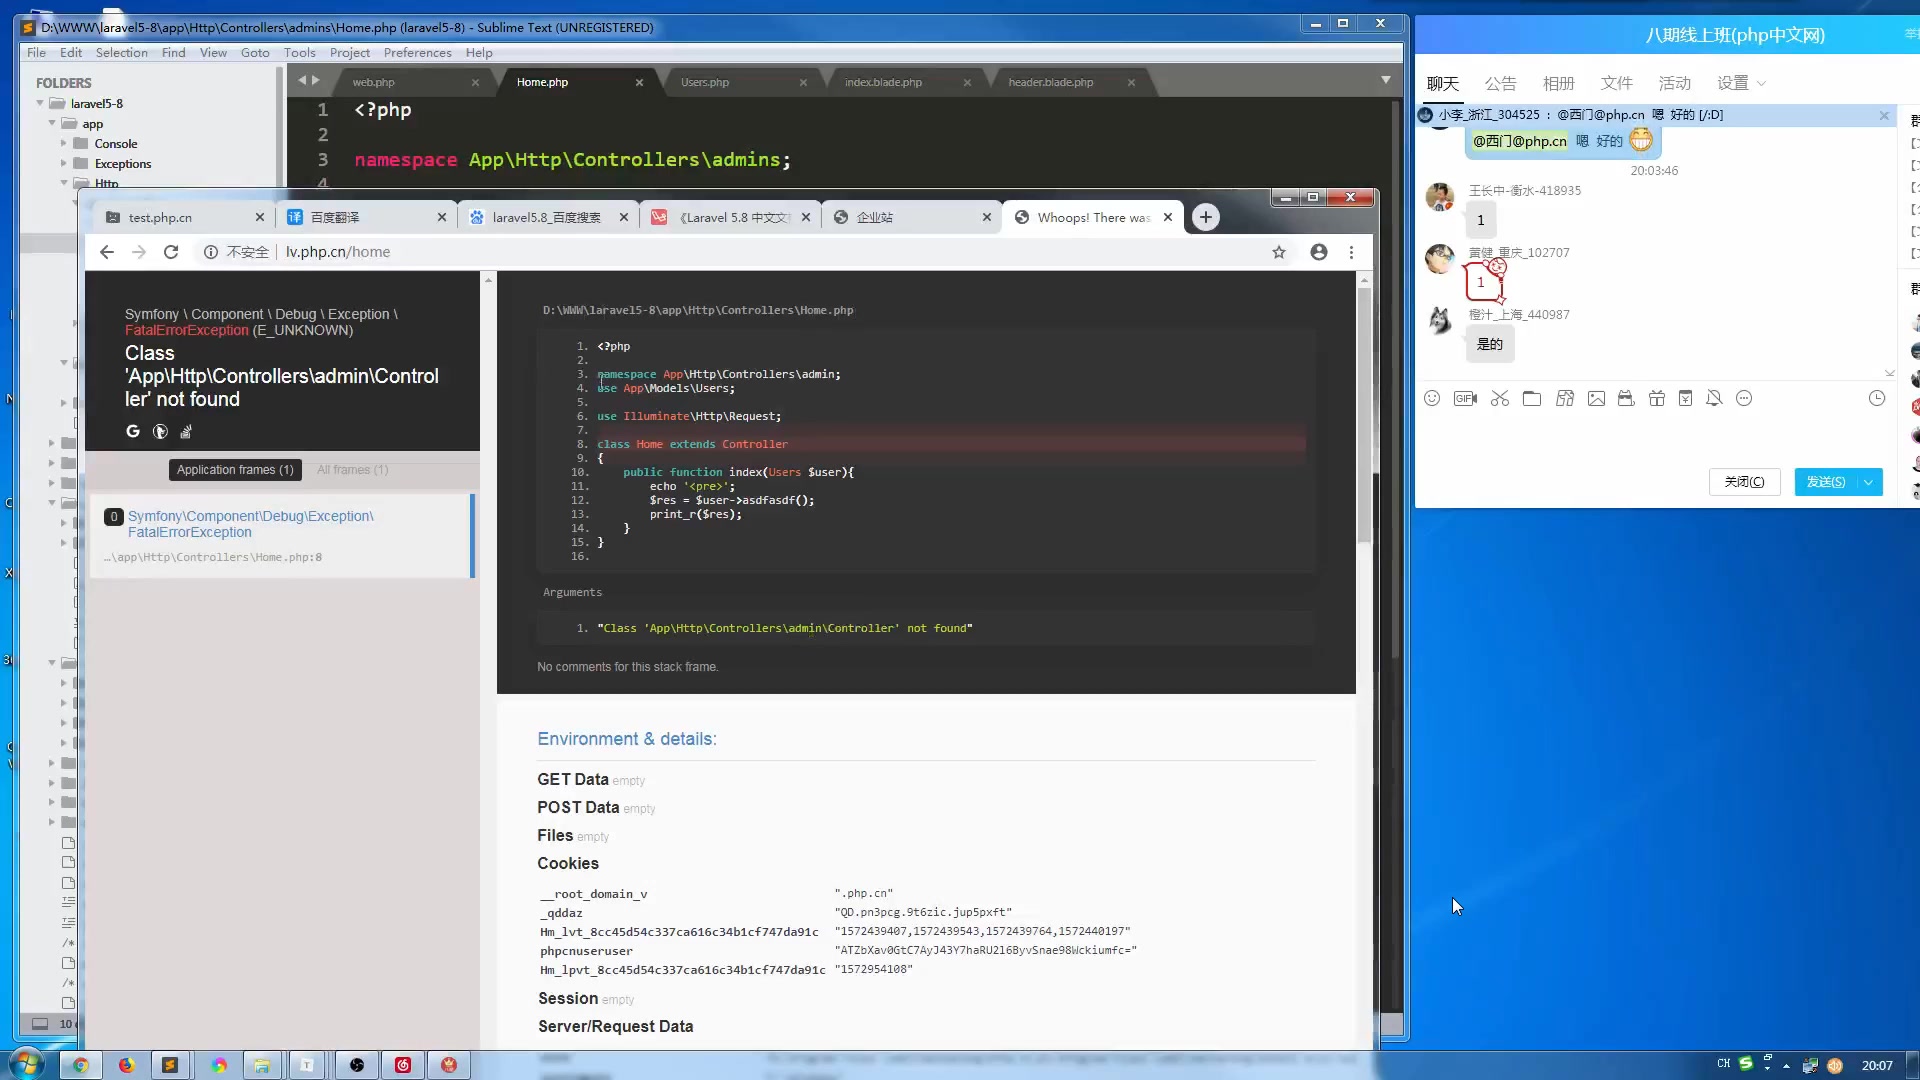 D:\WWW\laravel5-8\app\Http\Controllers\admins\Home.php (laravel5-8) - Sublime Text (UNREGISTERED)
File Edit Selection Find View Goto Tools Project Preferences Help
FOLDERS
laravel5-8
app
Console
Exceptions
Http
web.php
Home.php
Users.php
index.blade.php
header.blade.php
1 <?php
2
3 namespace App\Http\Controllers\admins;
4
test.php.cn
百度翻译
laravel5.8_百度搜索
《Laravel 5.8 中文文
企业站
Whoops! There was
不安全 lv.php.cn/home
Symfony \ Component \ Debug \ Exception \
FatalErrorException (E_UNKNOWN)
Class
'App\Http\Controllers\admin\Control
ler' not found
Application frames (1) All frames (1)
0 Symfony\Component\Debug\Exception\
FatalErrorException
…\app\Http\Controllers\Home.php:8
D:\WWW\laravel5-8\app\Http\Controllers\Home.php
1. <?php
2.
3. namespace App\Http\Controllers\admin;
4. use App\Models\Users;
5.
6. use Illuminate\Http\Request;
7.
8. class Home extends Controller
9. {
10. public function index(Users $user){
11. echo '<pre>';
12. $res = $user->asdfasdf();
13. print_r($res);
14. }
15. }
16.
Arguments
1. "Class 'App\Http\Controllers\admin\Controller' not found"
No comments for this stack frame.
Environment & details:
GET Data empty
POST Data empty
Files empty
Cookies
__root_domain_v ".php.cn"
_qddaz "QD.pn3pcg.9t6zic.jup5pxft"
Hm_lvt_8cc45d54c337ca616c34b1cf747da91c "1572439407,1572439543,1572439764,1572440197"
phpcnuseruser "ATZbXav0GtC7AyJ43Y7haRU2l6ByvSnae98Wckiumfc="
Hm_lpvt_8cc45d54c337ca616c34b1cf747da91c "1572954108"
Session empty
Server/Request Data
八期线上班(php中文网)
聊天 公告 相册 文件 活动 设置
小李_浙江_304525 : @西门@php.cn 嗯 好的 [/:D]
@西门@php.cn 嗯 好的
20:03:46
王长中-衡水-418935
1
黄健_重庆_102707
1
橙汁_上海_440987
是的
GIF
关闭(C) 发送(S)
CH
20:07